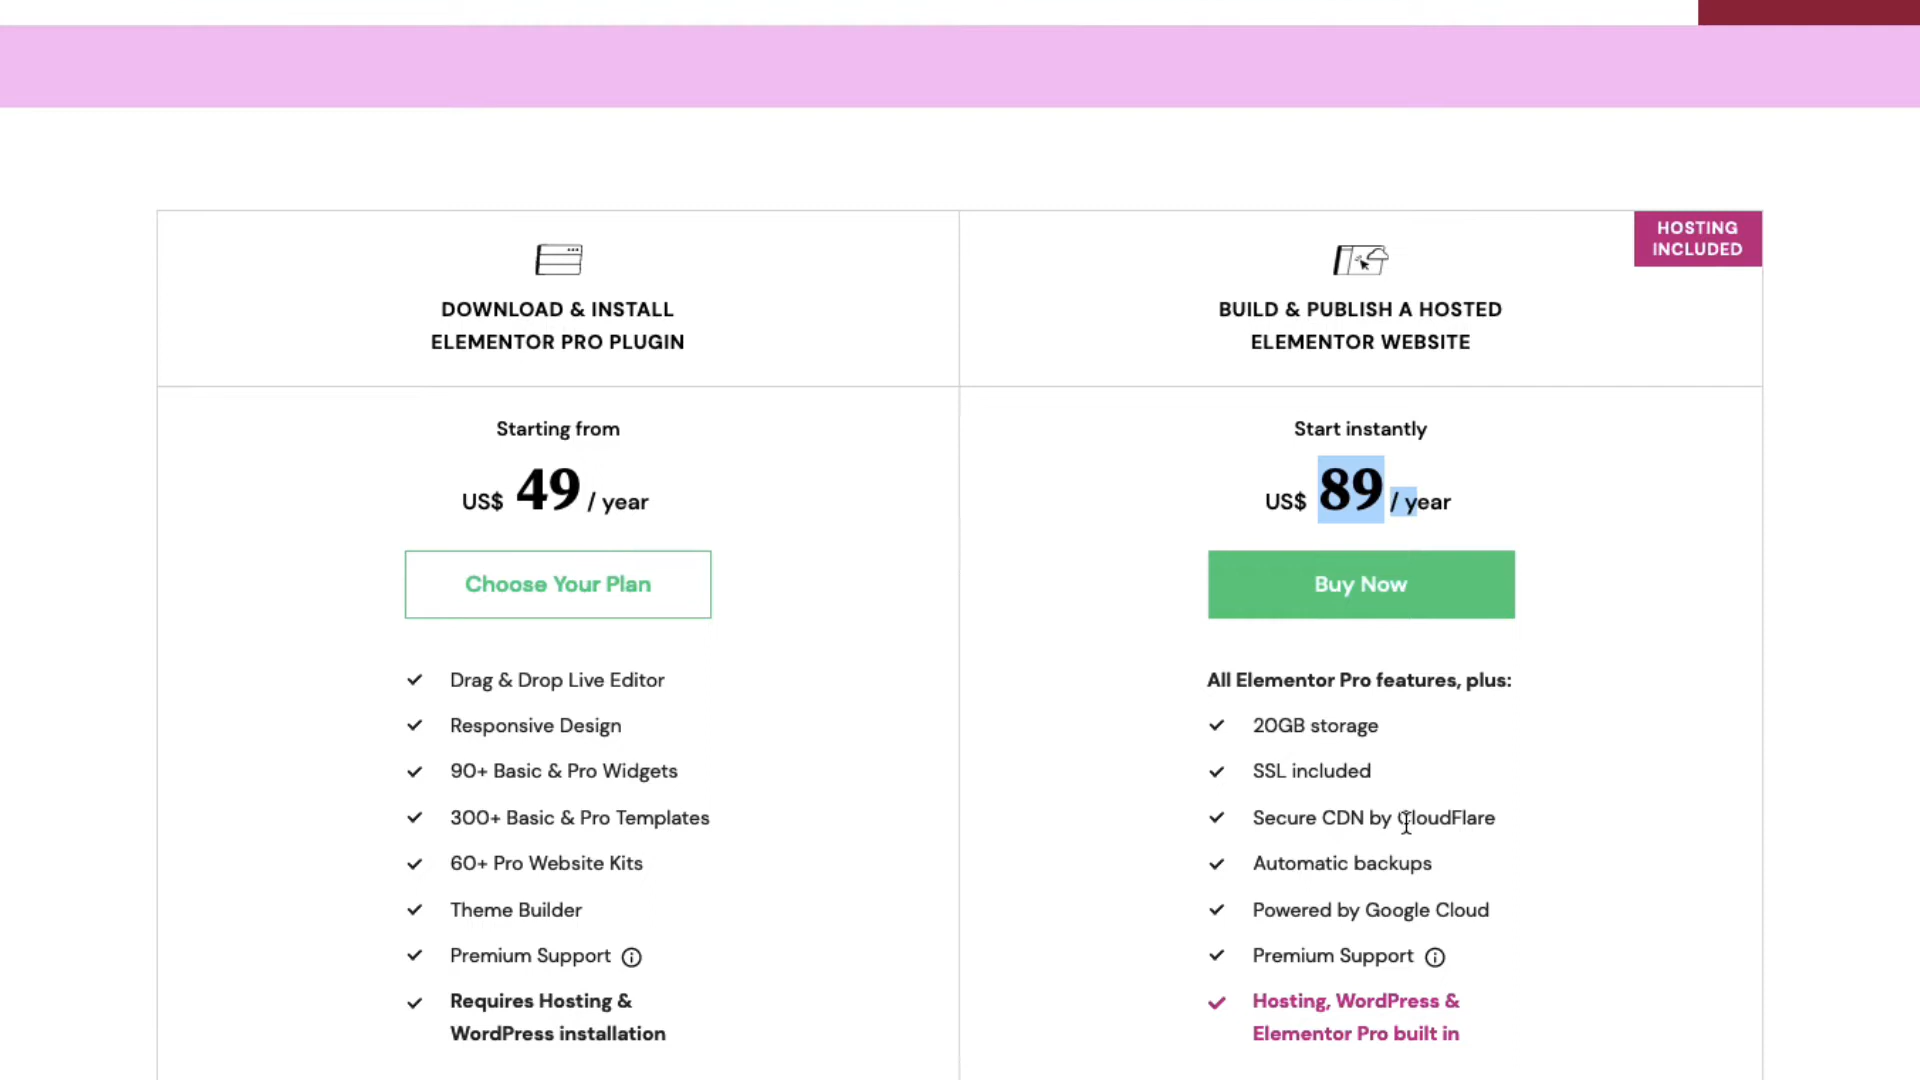 HOSTING
INCLUDED
DOWNLOAD & INSTALL
ELEMENTOR PRO PLUGIN
Starting from
US$ 49 / year
Choose Your Plan
Drag & Drop Live Editor
Responsive Design
90+ Basic & Pro Widgets
300+ Basic & Pro Templates
60+ Pro Website Kits
Theme Builder
Premium Support
Requires Hosting &
WordPress installation
BUILD & PUBLISH A HOSTED
ELEMENTOR WEBSITE
Start instantly
US$ 89 / year
Buy Now
All Elementor Pro features, plus:
20GB storage
SSL included
Secure CDN by CloudFlare
Automatic backups
Powered by Google Cloud
Premium Support
Hosting, WordPress &
Elementor Pro built in